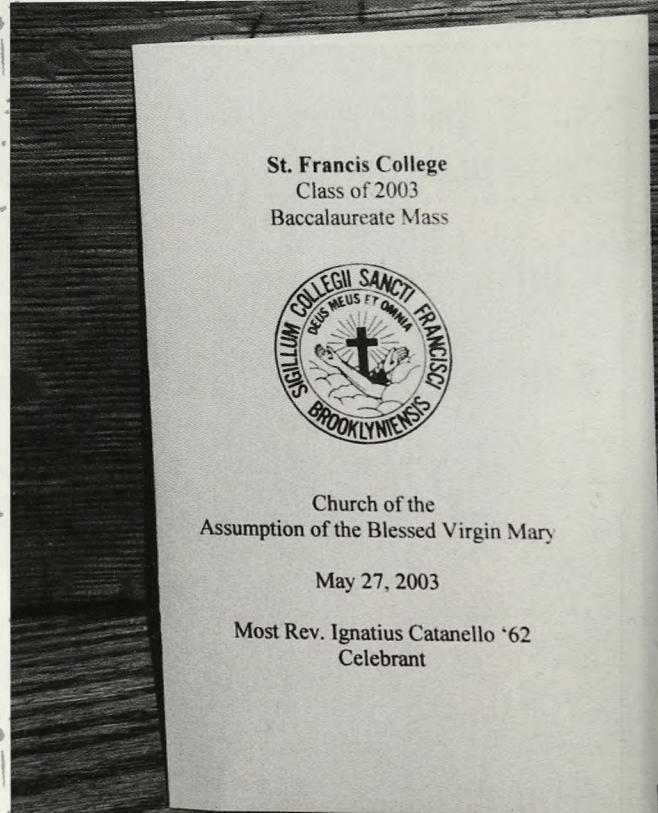 St. Francis College
Class of 2003
Baccalaureate Mass
SIGILLUM COLLEGII SANCTI FRANCISCI
BROOKLYNIENSIS
DEUS MEUS ET OMNIA
Church of the
Assumption of the Blessed Virgin Mary
May 27, 2003
Most Rev. Ignatius Catanello ‘62
Celebrant